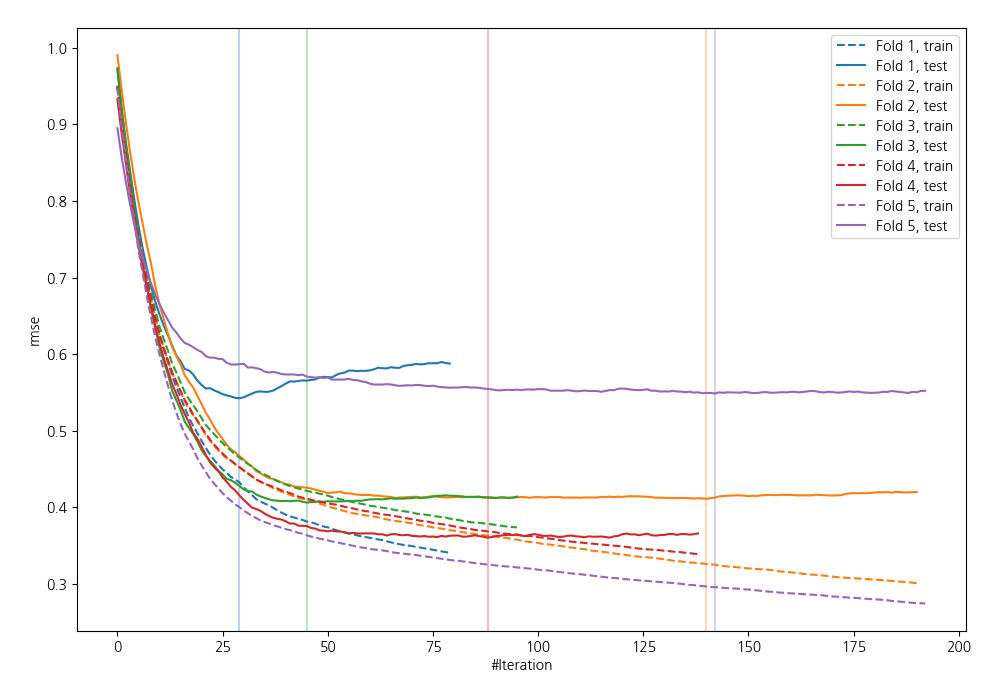 1.0
0.9
0.8
0.7
0.6
0.5
0.4
0.3
rmse
0
25
50
75
100
125
150
175
200
#Iteration
Fold 1, train
Fold 1, test
Fold 2, train
Fold 2, test
Fold 3, train
Fold 3, test
Fold 4, train
Fold 4, test
Fold 5, train
Fold 5, test